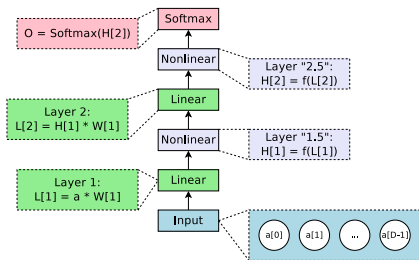 Softmax
O = Softmax(H[2])
Nonlinear
Layer "2.5":
H[2] = f(L[2])
Linear
Layer 2:
L[2] = H[1] * W[1]
Nonlinear
Layer "1.5":
H[1] = f(L[1])
Linear
Layer 1:
L[1] = a * W[1]
Input
a[0] a[1] ... a[D-1]